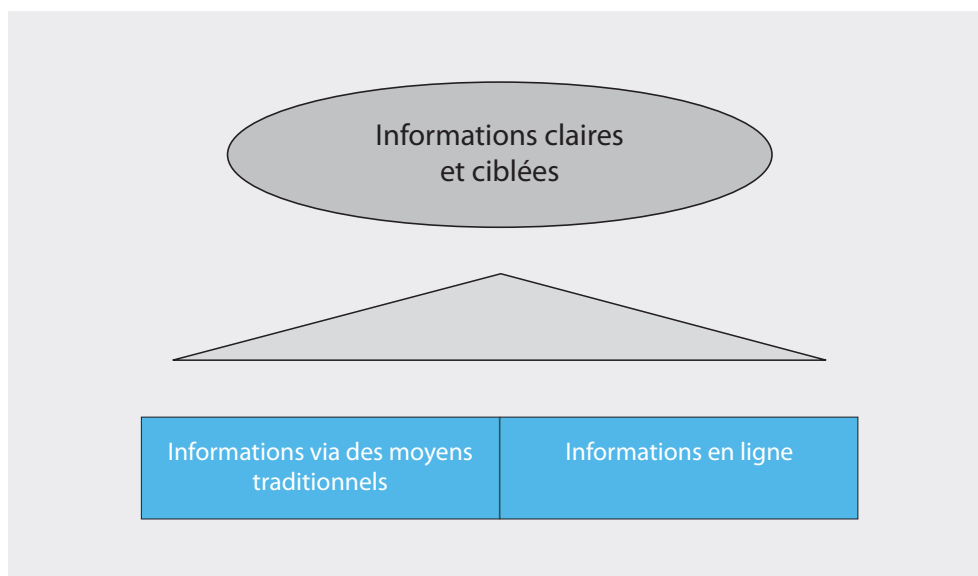 Informations claires
et ciblées
Informations via des moyens
traditionnels
Informations en ligne